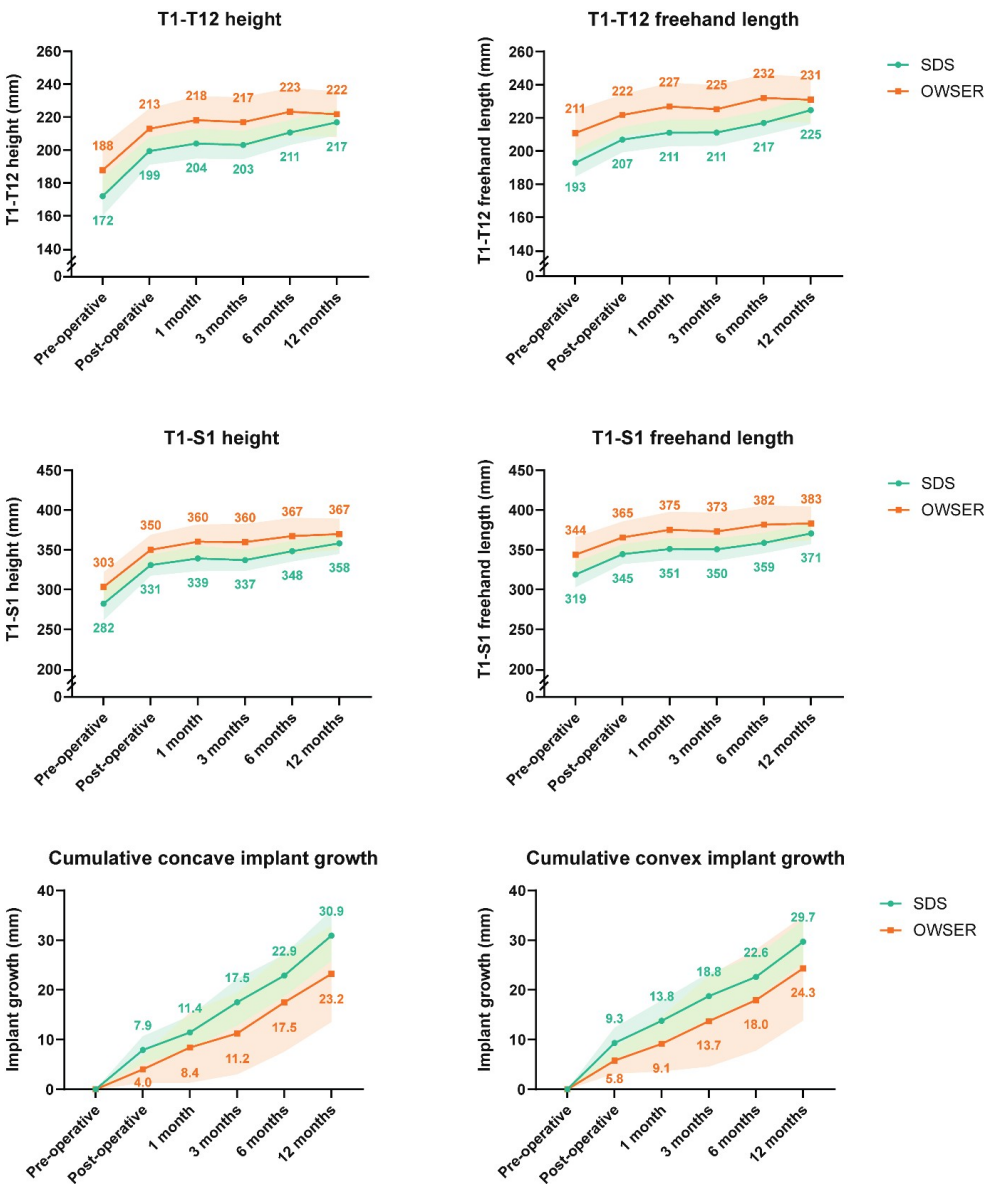 T1-T12 height
T1-T12 height (mm)
260
240
220
200
180
160
140
0
188
213
218
217
223
222
172
199
204
203
211
217
Pre-operative
Post-operative
1 month
3 months
6 months
12 months
T1-T12 freehand length
T1-T12 freehand length (mm)
260
240
220
200
180
160
140
0
211
222
227
225
232
231
193
207
211
211
217
225
Pre-operative
Post-operative
1 month
3 months
6 months
12 months
SDS
OWSER
T1-S1 height
T1-S1 height (mm)
450
400
350
300
250
200
0
303
350
360
360
367
367
282
331
339
337
348
358
Pre-operative
Post-operative
1 month
3 months
6 months
12 months
T1-S1 freehand length
T1-S1 freehand length (mm)
450
400
350
300
250
200
0
344
365
375
373
382
383
319
345
351
350
359
371
Pre-operative
Post-operative
1 month
3 months
6 months
12 months
SDS
OWSER
Cumulative concave implant growth
Implant growth (mm)
40
30
20
10
0
7.9
11.4
17.5
22.9
30.9
4.0
8.4
11.2
17.5
23.2
Pre-operative
Post-operative
1 month
3 months
6 months
12 months
Cumulative convex implant growth
Implant growth (mm)
40
30
20
10
0
9.3
13.8
18.8
22.6
29.7
5.8
9.1
13.7
18.0
24.3
Pre-operative
Post-operative
1 month
3 months
6 months
12 months
SDS
OWSER